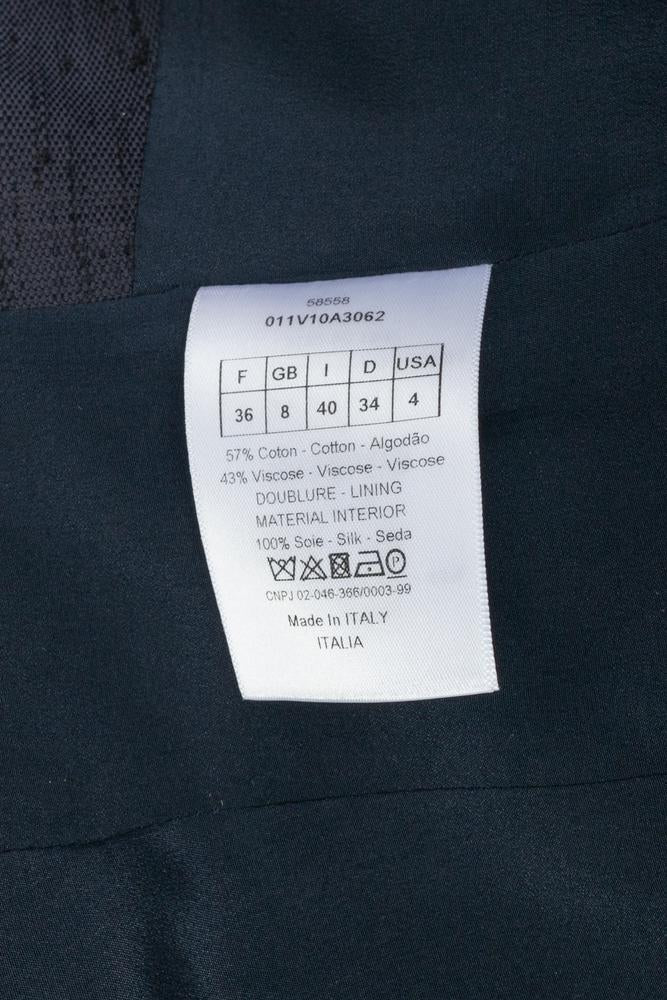 58558
011V10A3062
F GB I D USA
36 8 40 34 4
57% Coton - Cotton - Algodão
43% Viscose - Viscose - Viscose
DOUBLURE - LINING
MATERIAL INTERIOR
100% Soie - Silk - Seda
P
CNPJ 02-046-366/0003-99
Made In ITALY
ITALIA